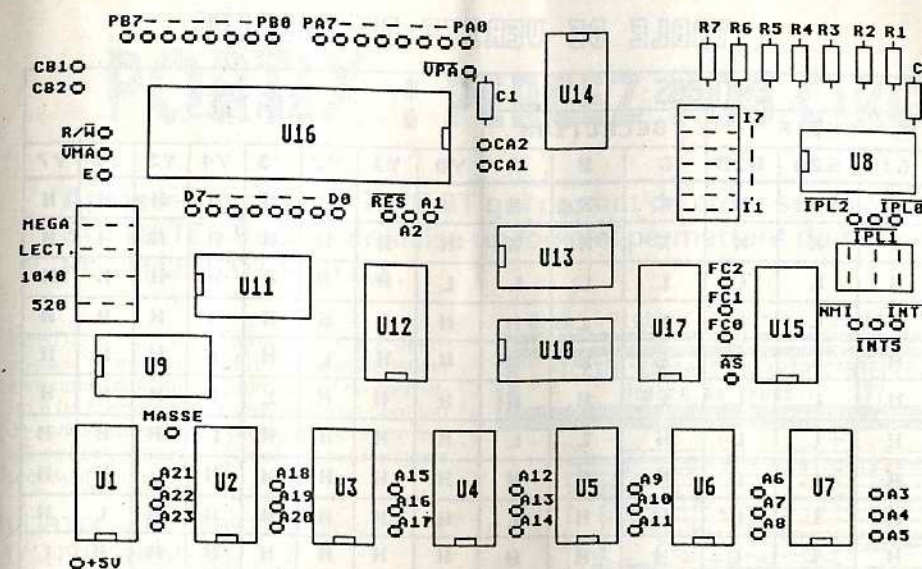 PB7-------PB0 PA7-------PA0
R7 R6 R5 R4 R3 R2 R1
CB1
CB2
VPA
C1
U14
C
I7
U16
R/W
VMA
E
CA2
CA1
U8
D7-------D0
RES A1
A2
I1
IPL2 IPL0
IPL1
MEGA
LECT.
1040
520
U11
U12
U13
U10
U17
FC2
FC1
FC0
AS
U15
NMI INT
INT5
U9
MASSE
U1
A21
A22
A23
U2
A18
A19
A20
U3
A15
A16
A17
U4
A12
A13
A14
U5
A9
A10
A11
U6
A6
A7
A8
U7
A3
A4
A5
+5V